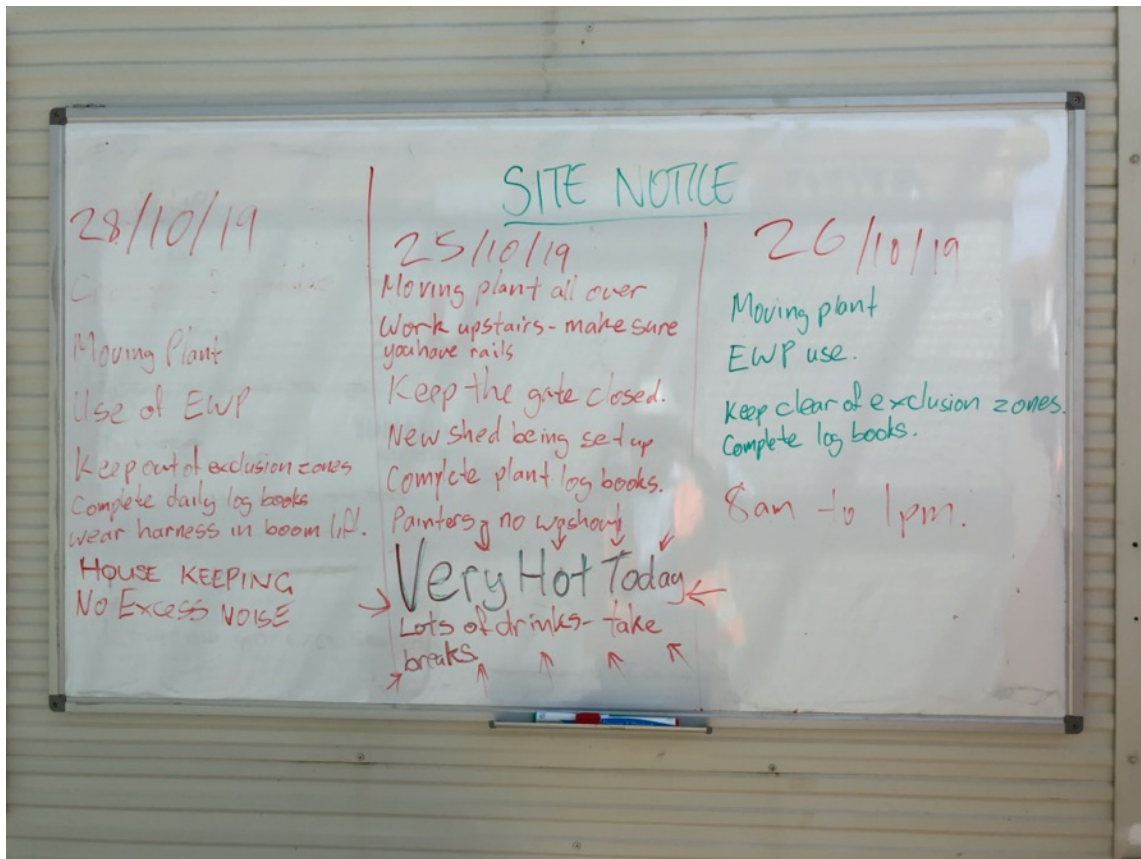 SITE NOTICE
28/10/19
Moving Plant
Use of EWP
Keep out of exclusion zones
Complete daily log books
wear harness in boom lift.
HOUSE KEEPING
NO EXCESS NOISE
25/10/19
Moving plant all over
Work upstairs - make sure
you have rails
Keep the gate closed.
New shed being set up
Complete plant log books.
Painters no washout
Very Hot Today
Lots of drinks - take
breaks
26/10/19
Moving plant
EWP use.
Keep clear of exclusion zones.
Complete log books.
8am to 1pm.